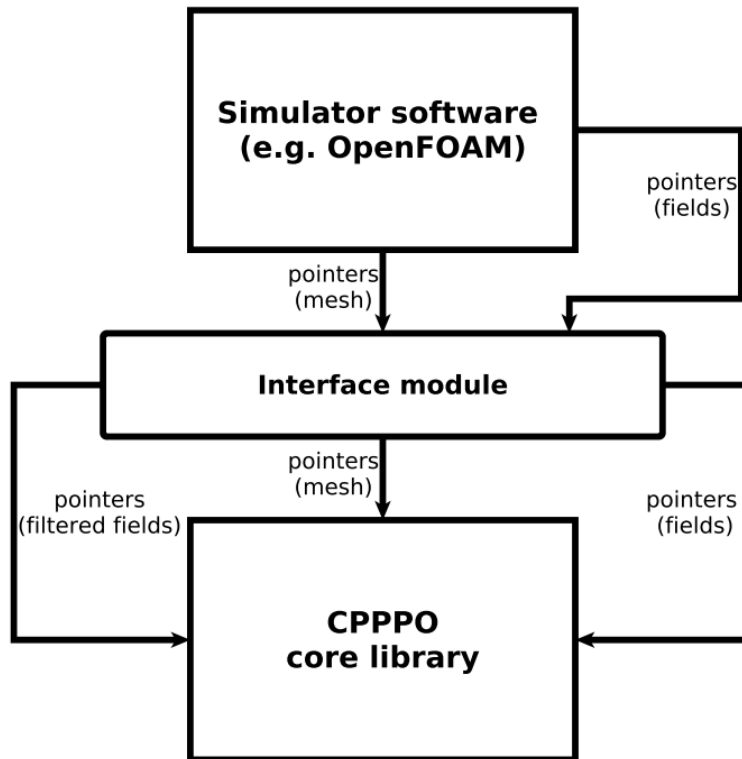 Simulator software
(e.g. OpenFOAM)
pointers
(fields)
pointers
(mesh)
Interface module
pointers
(mesh)
pointers
(filtered fields)
pointers
(fields)
CPPPO
core library